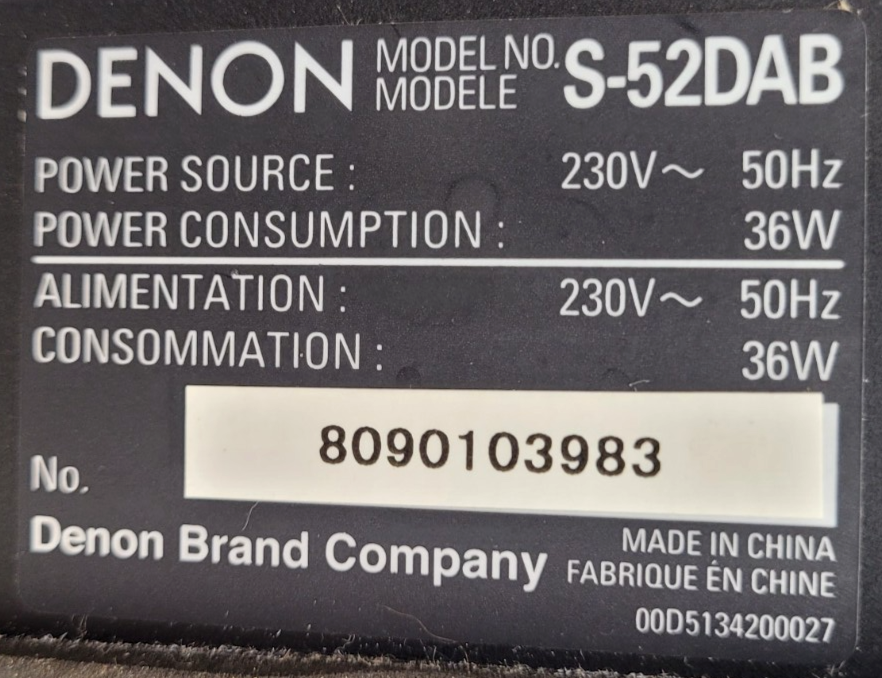 DENON MODEL NO. S-52DAB
MODELE
POWER SOURCE : 230V～ 50Hz
POWER CONSUMPTION : 36W
ALIMENTATION : 230V～ 50Hz
CONSOMMATION : 36W
No. 8090103983
Denon Brand Company
MADE IN CHINA
FABRIQUE ÉN CHINE
00D5134200027